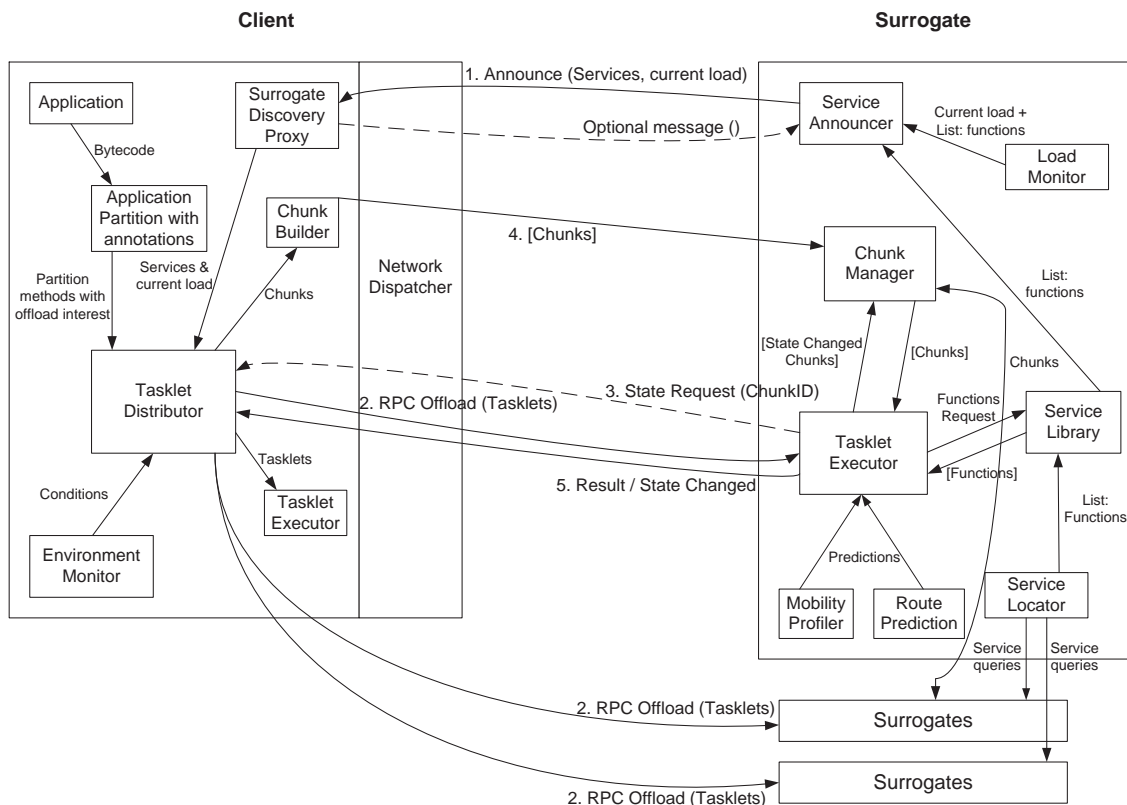 Client
Surrogate
1. Announce (Services, current load)
Application
Surrogate
Discovery
Proxy
Service
Announcer
Current load +
List: functions
Optional message ()
Bytecode
Load
Monitor
Application
Partition with
annotations
Chunk
Builder
4. [Chunks]
Network
Dispatcher
Chunk
Manager
Partition
methods with
offload interest
Services &
current load
Chunks
List:
functions
[State Changed
Chunks]
[Chunks]
Chunks
Tasklet
Distributor
3. State Request (ChunkID)
2. RPC Offload (Tasklets)
Functions
Request
Service
Library
Tasklet
Executor
Tasklets
[Functions]
5. Result / State Changed
Conditions
Tasklet
Executor
List:
Functions
Environment
Monitor
Predictions
Mobility
Profiler
Route
Prediction
Service
Locator
Service
queries
Service
queries
2. RPC Offload (Tasklets)
Surrogates
Surrogates
2. RPC Offload (Tasklets)